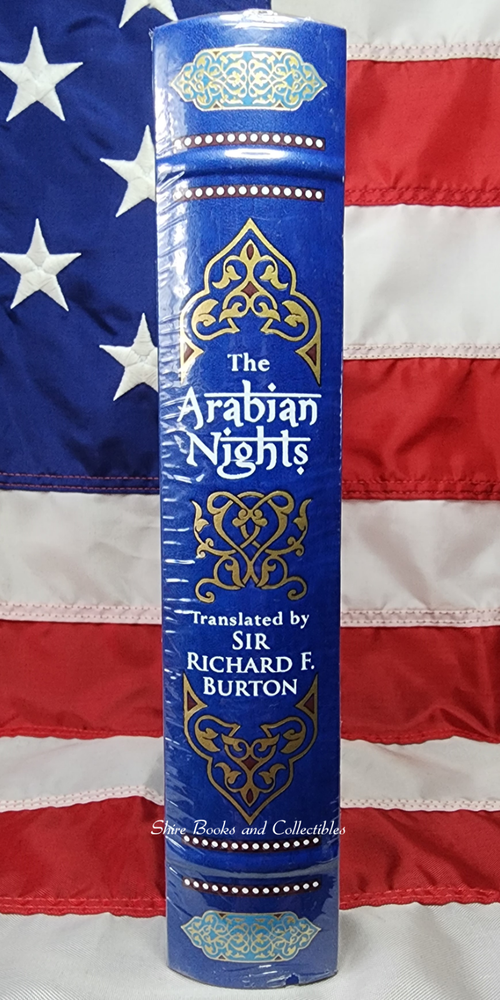 The
Arabian
Nights
Translated by
SIR
RICHARD F.
BURTON
Shire Books and Collectibles